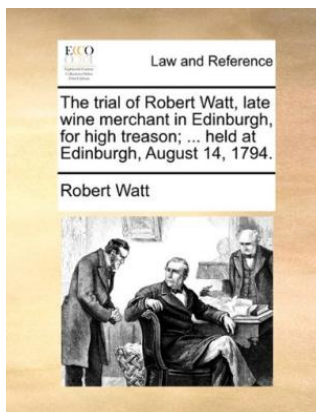 ECCO
Law and Reference
The trial of Robert Watt, late
wine merchant in Edinburgh,
for high treason; ... held at
Edinburgh, August 14, 1794.
Robert Watt